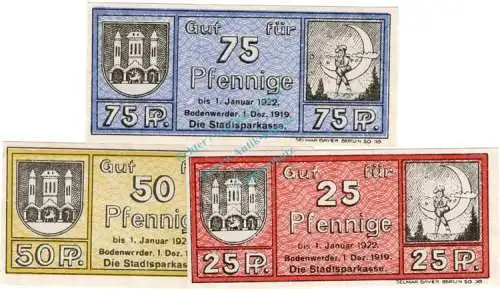 Gut für
75
Pfennige
bis 1. Januar 1922.
Bodenwerder, 1. Dez. 1919.
Die Stadtsparkasse.
75 Pf.
75 Pf.
SELMAR BAYER BERLIN SO 36
Gut für
50
Pfennige
bis 1. Januar 192
Bodenwerder, 1. Dez.
Die Stadtsparkas
50 Pf.
Gut für
25
Pfennige
bis 1. Januar 1922.
Bodenwerder, 1. Dez. 1919.
Die Stadtsparkasse.
25 Pf.
25 Pf.
SELMAR BAYER BERLIN SO 36